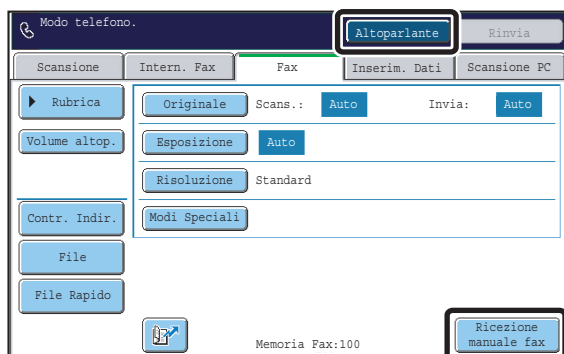 Modo telefono.
Altoparlante
Rinvia
Scansione
Intern. Fax
Fax
Inserim. Dati
Scansione PC
Rubrica
Originale
Scans.:
Auto
Invia:
Auto
Volume altop.
Esposizione
Auto
Risoluzione
Standard
Contr. Indir.
Modi Speciali
File
File Rapido
Memoria Fax:100
Ricezione
manuale fax